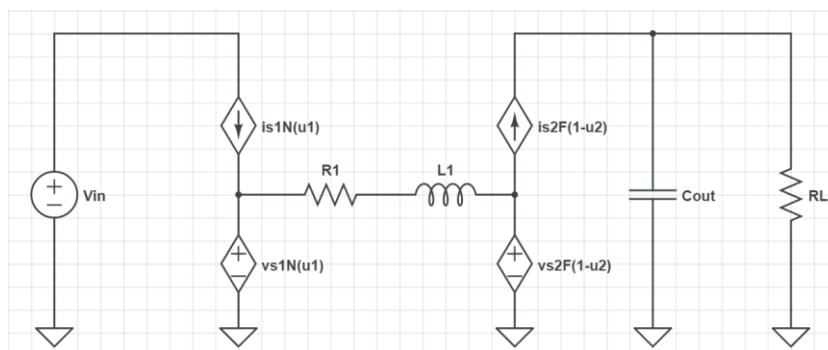 is1N(u1)
is2F(1-u2)
R1
L1
Vin
Cout
RL
vs1N(u1)
vs2F(1-u2)